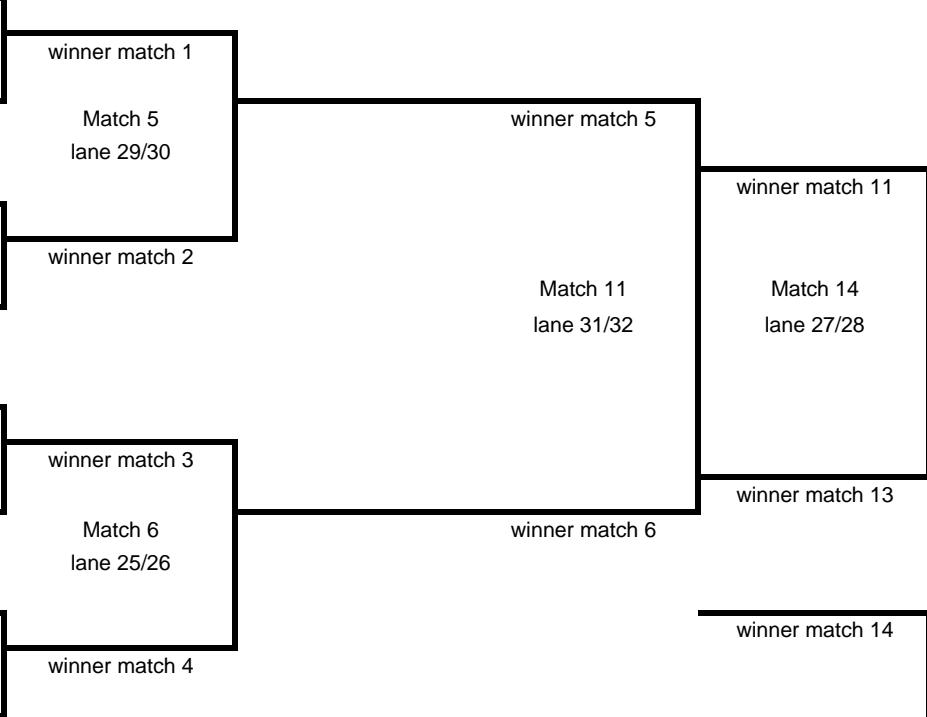 winner match 1
Match 5
lane 29/30
winner match 2
winner match 5
winner match 11
Match 11
lane 31/32
Match 14
lane 27/28
winner match 3
Match 6
lane 25/26
winner match 4
winner match 6
winner match 13
winner match 14